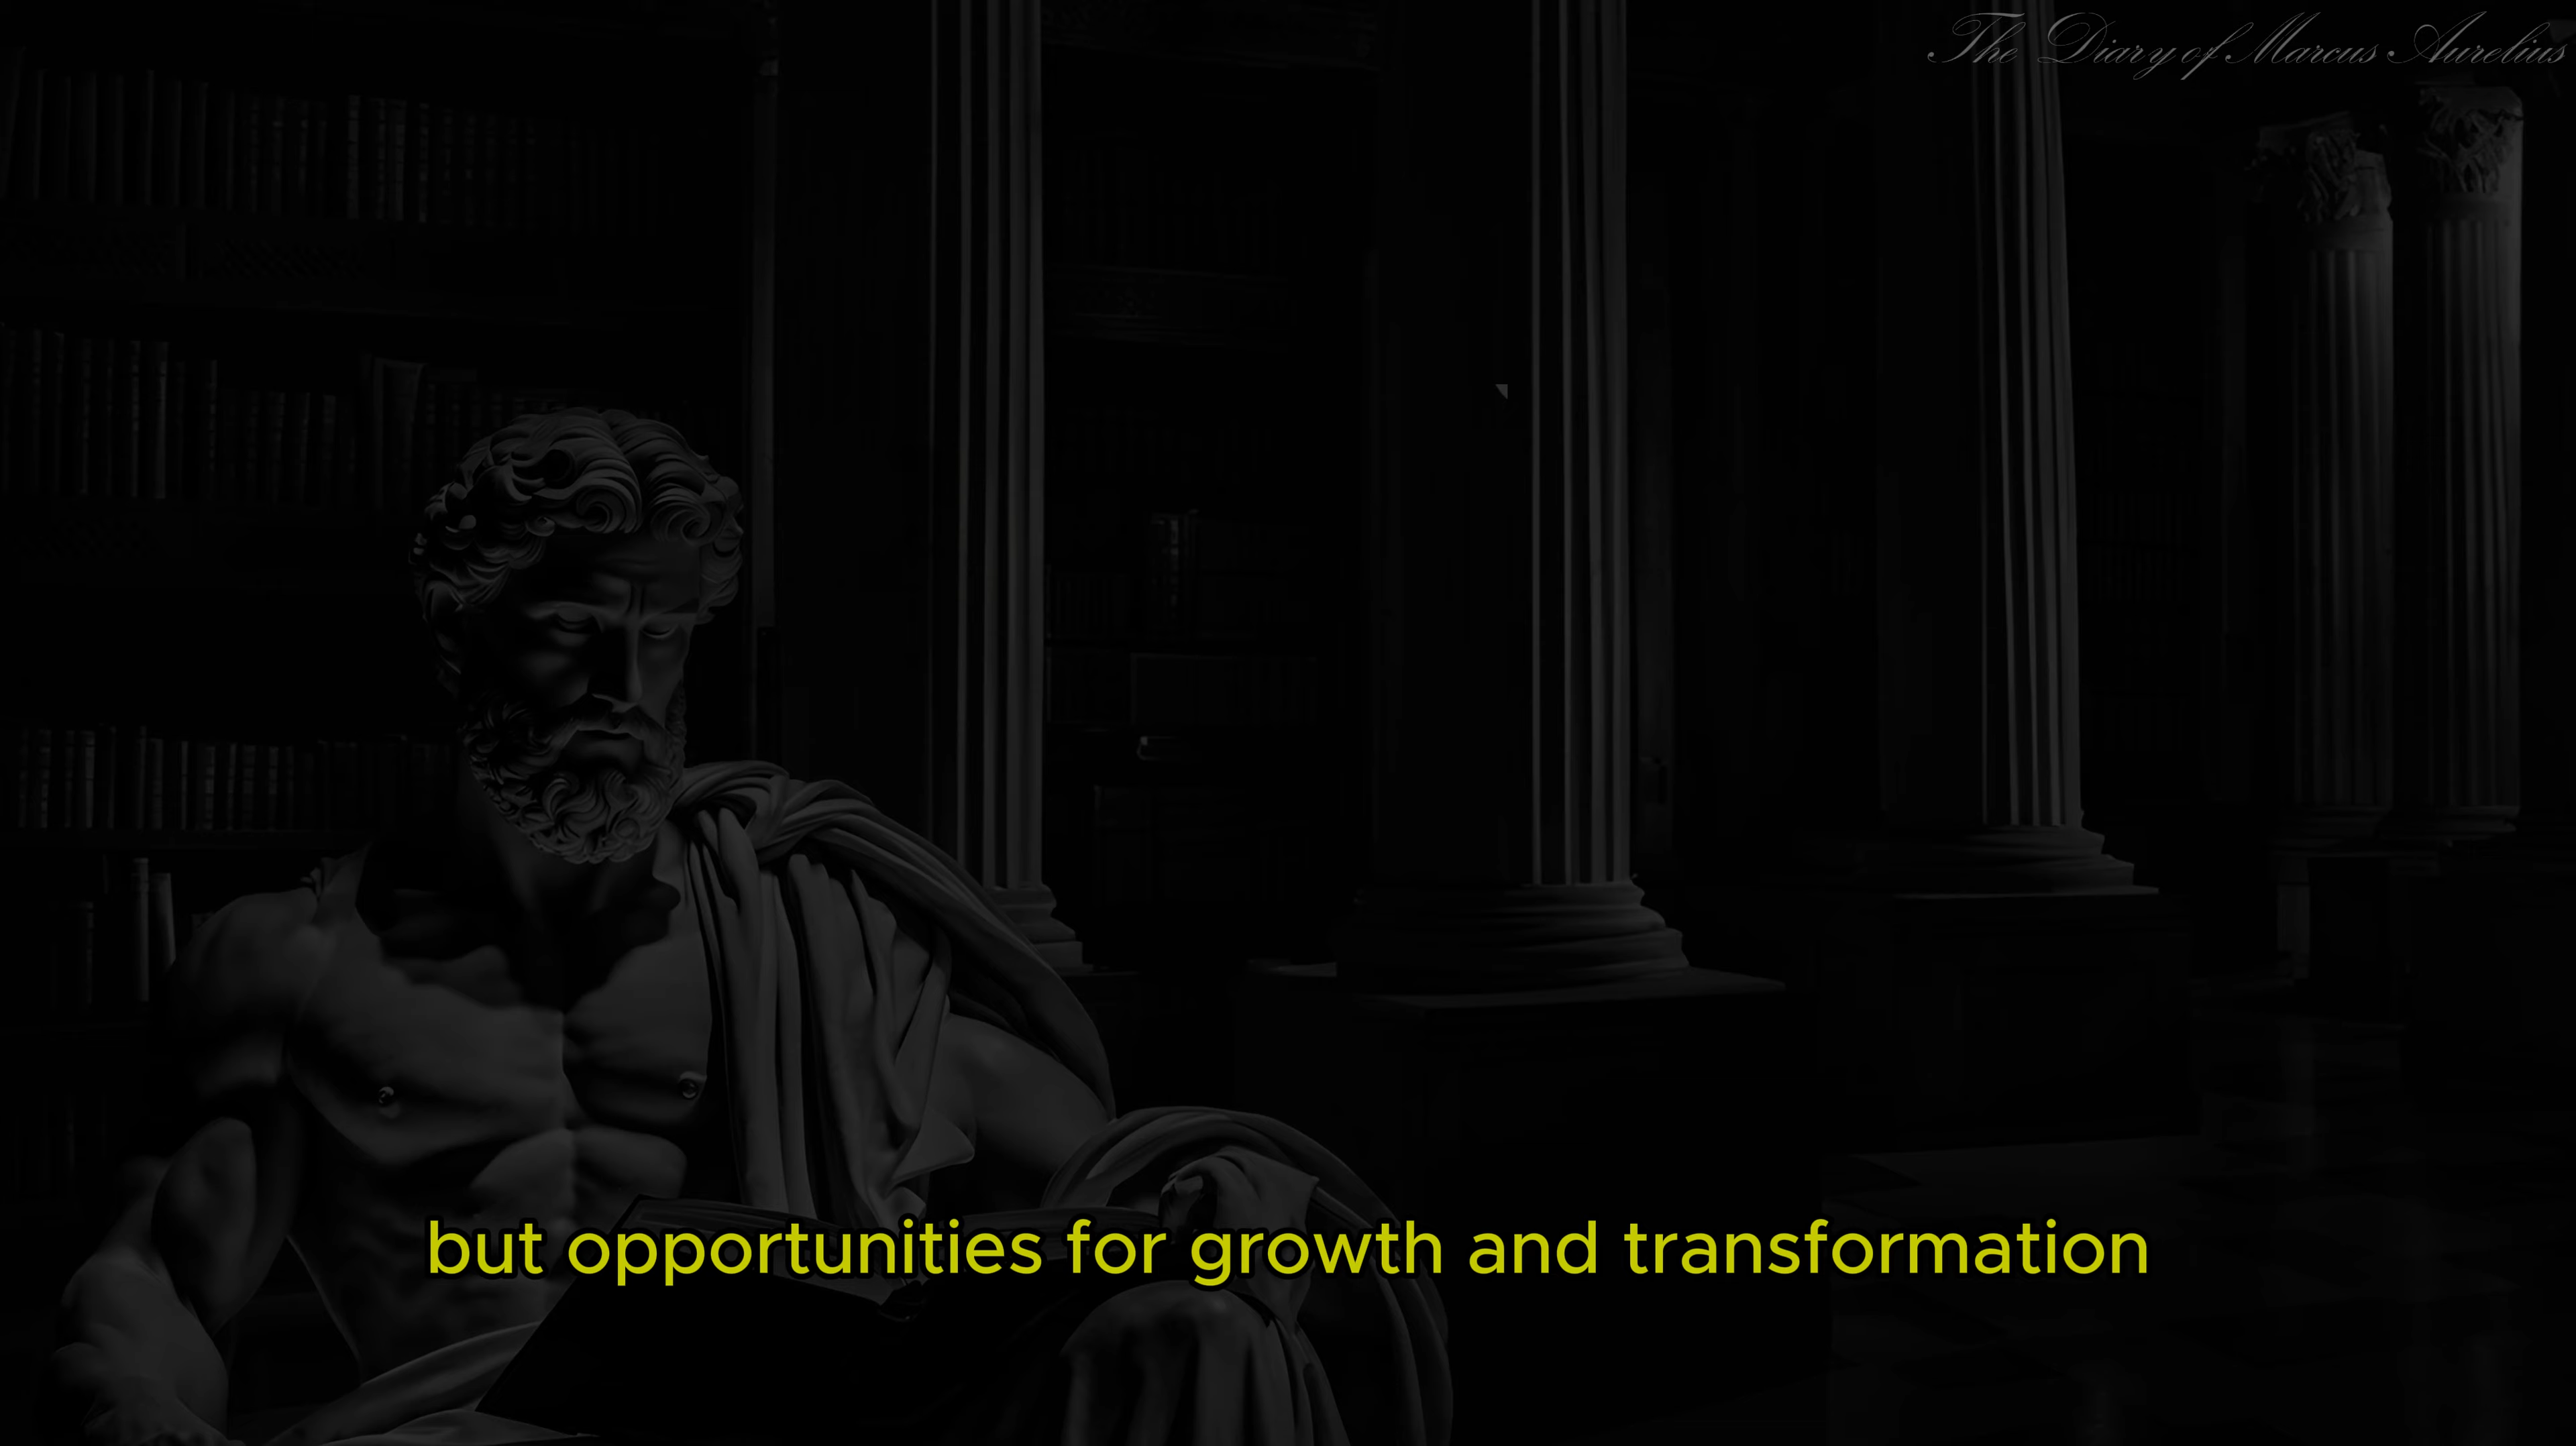 The Diary of Marcus Aurelius
but opportunities for growth and transformation